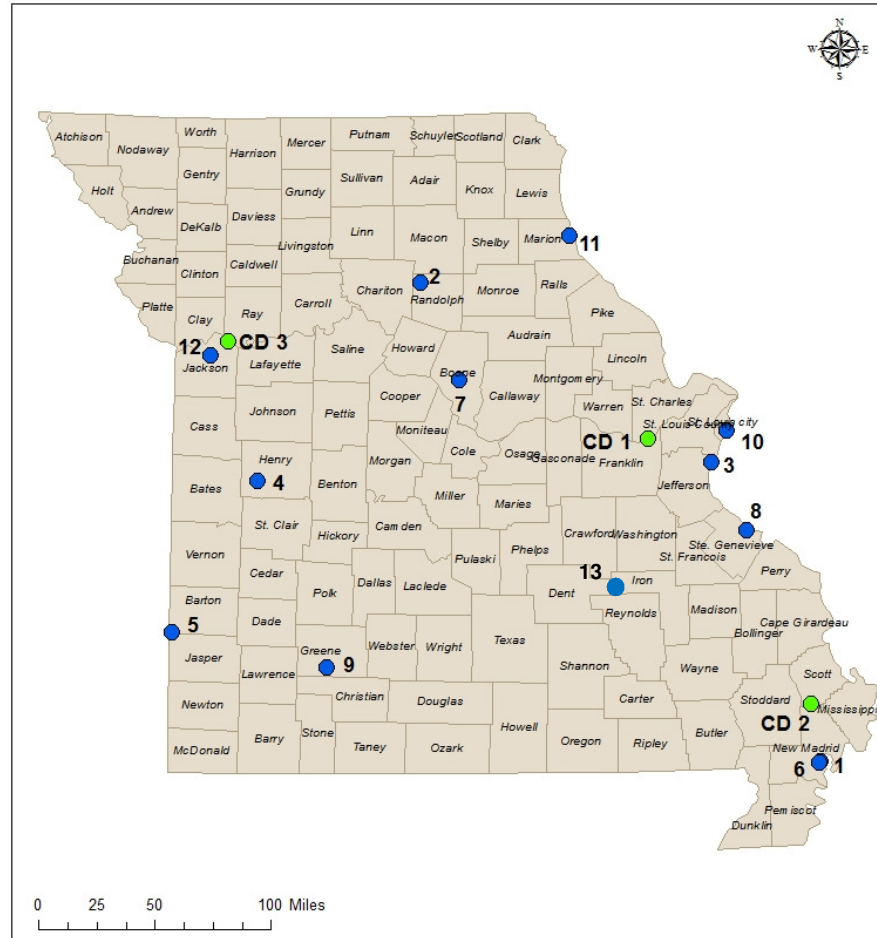 N
W E
S
Atchison
Nodaway
Worth
Harrison
Mercer
Putnam
Schuyler
Scotland
Clark
Holt
Gentry
Grundy
Sullivan
Adair
Knox
Lewis
Andrew
DeKalb
Daviess
Livingston
Linn
Macon
Shelby
Marion
11
Buchanan
Clinton
Caldwell
Chariton
2
Randolph
Monroe
Ralls
Platte
Clay
Ray
Carroll
Pike
12
CD 3
Jackson
Lafayette
Saline
Howard
Audrain
Boone
7
Callaway
Montgomery
Lincoln
Warren
St. Charles
St. Louis County
St. Louis city
10
Cass
Johnson
Pettis
Cooper
Moniteau
Cole
Osage
Gasconade
CD 1
Franklin
3
Henry
4
Bates
Benton
Morgan
Miller
Maries
Jefferson
8
St. Clair
Hickory
Camden
Vernon
Crawford
Washington
Ste. Genevieve
St. Francois
Perry
Cedar
Polk
Dallas
Laclede
Pulaski
Phelps
13
Dent
Iron
Reynolds
Madison
Bollinger
Cape Girardeau
Barton
5
Dade
Jasper
Greene
9
Webster
Wright
Texas
Shannon
Wayne
Scott
Lawrence
Christian
Douglas
Carter
Stoddard
Mississippi
CD 2
Newton
Howell
Oregon
Ripley
Butler
New Madrid
6
1
McDonald
Barry
Stone
Taney
Ozark
Pemiscot
Dunklin
0 25 50 100 Miles